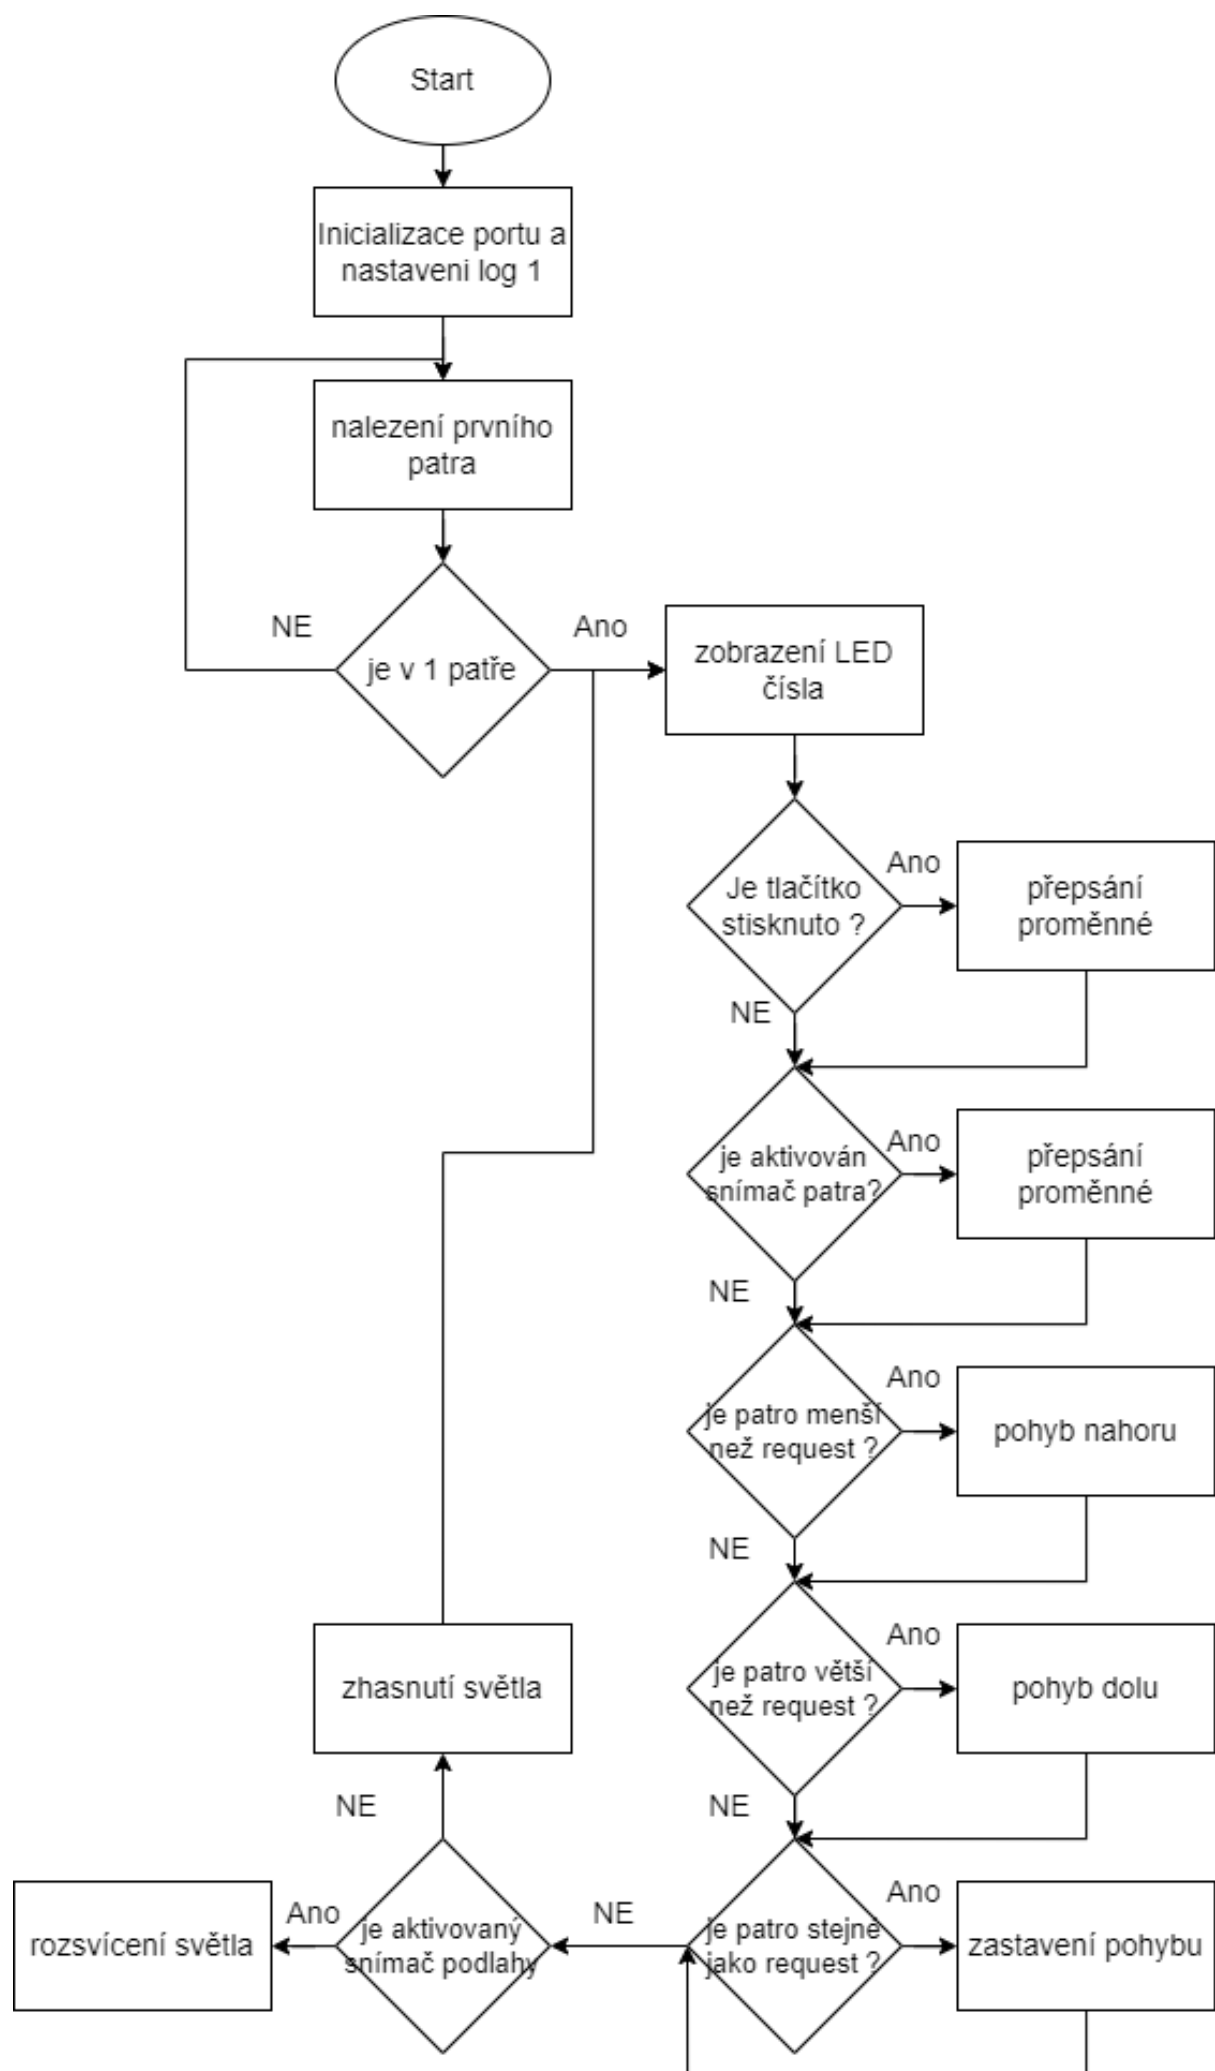 Start
Inicializace portu a
nastaveni log 1
nalezení prvního
patra
NE
je v 1 patře
Ano
zobrazení LED
čísla
Je tlačítko
stisknuto ?
Ano
přepsání
proměnné
NE
je aktivován
snímač patra?
Ano
přepsání
proměnné
NE
je patro menší
než request ?
Ano
pohyb nahoru
NE
je patro větší
než request ?
Ano
pohyb dolu
NE
je patro stejné
jako request ?
Ano
zastavení pohybu
NE
je aktivovaný
snímač podlahy
Ano
rozsvícení světla
NE
zhasnutí světla